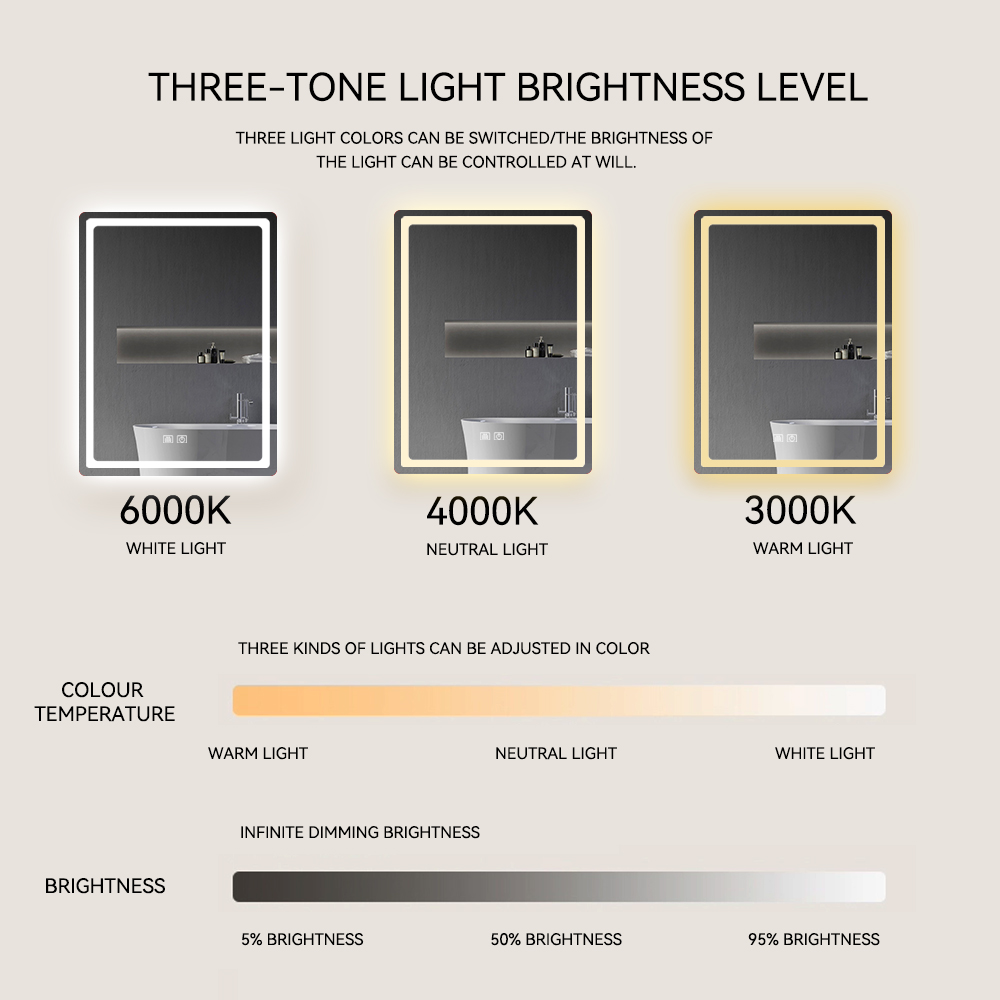 THREE-TONE LIGHT BRIGHTNESS LEVEL
THREE LIGHT COLORS CAN BE SWITCHED/THE BRIGHTNESS OF
THE LIGHT CAN BE CONTROLLED AT WILL.
6000K
4000K
3000K
WHITE LIGHT
NEUTRAL LIGHT
WARM LIGHT
THREE KINDS OF LIGHTS CAN BE ADJUSTED IN COLOR
COLOUR
TEMPERATURE
WARM LIGHT
NEUTRAL LIGHT
WHITE LIGHT
INFINITE DIMMING BRIGHTNESS
BRIGHTNESS
5% BRIGHTNESS
50% BRIGHTNESS
95% BRIGHTNESS